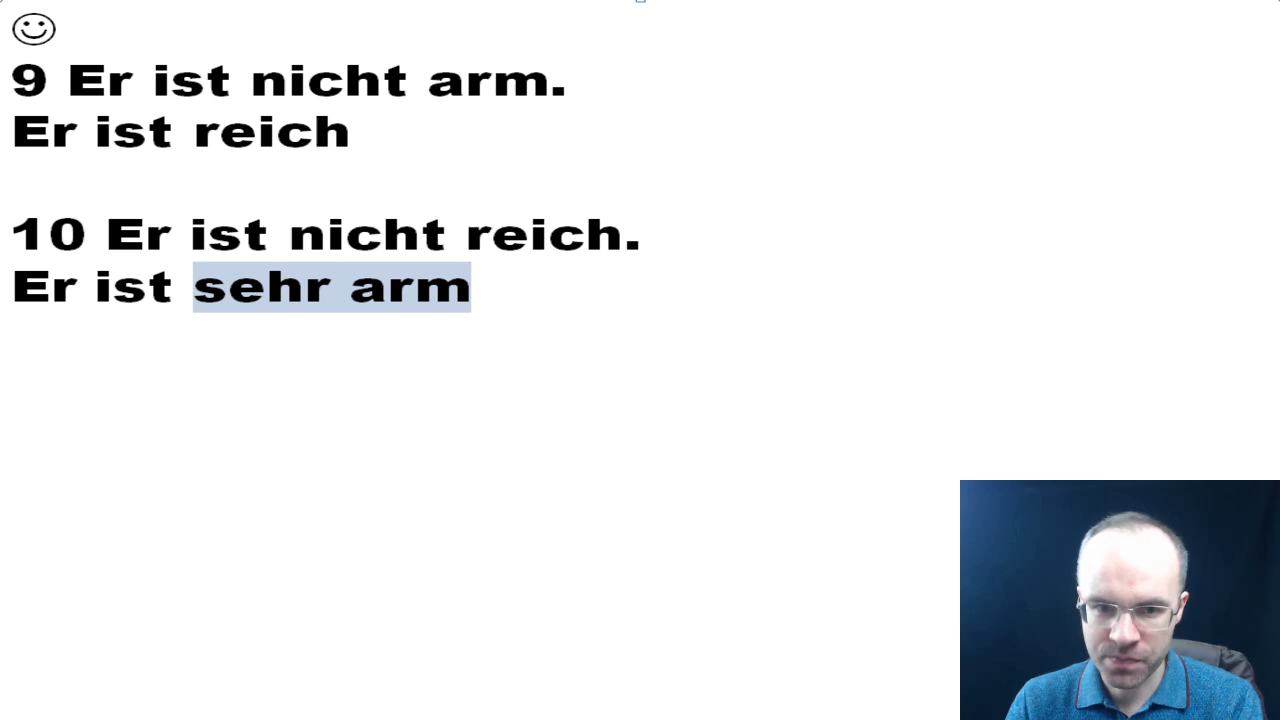 9 Er ist nicht arm.
Er ist reich
10 Er ist nicht reich.
Er ist sehr arm